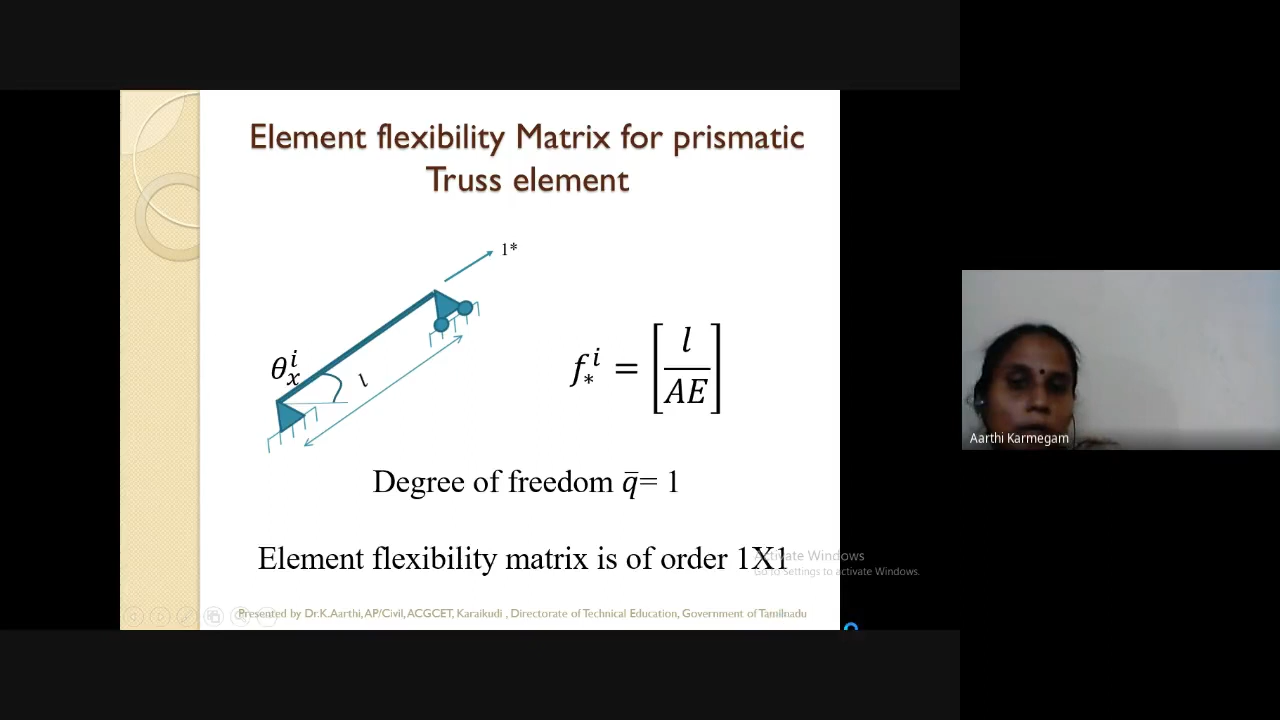 Element flexibility Matrix for prismatic
Truss element
1*
θₓⁱ
l
f₊ⁱ = [l/AE]
Degree of freedom q̅= 1
Element flexibility matrix is of order 1X1
Activate Windows
Go to Settings to activate Windows.
Presented by Dr.K.Aarthi, AP/Civil, ACGCET, Karaikudi , Directorate of Technical Education, Government of Tamilnadu
Aarthi Karmegam